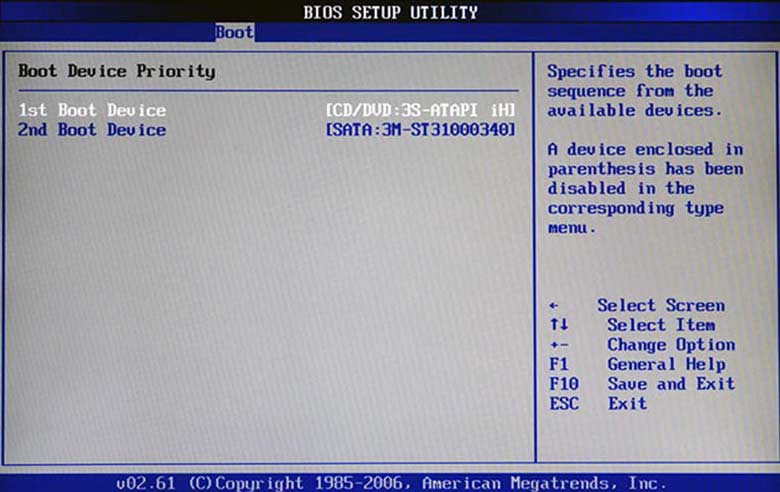 BIOS SETUP UTILITY
Boot
Boot Device Priority
1st Boot Device [CD/DVD:3S-ATAPI iH]
2nd Boot Device [SATA:3M-ST31000340]
Specifies the boot
sequence from the
available devices.
A device enclosed in
parenthesis has been
disabled in the
corresponding type
menu.
← Select Screen
↑↓ Select Item
+- Change Option
F1 General Help
F10 Save and Exit
ESC Exit
v02.61 (C)Copyright 1985-2006, American Megatrends, Inc.